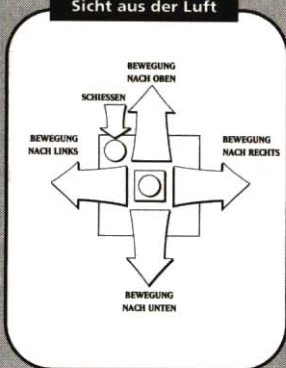 Sicht aus der Luft
BEWEGUNG
NACH OBEN
SCHIESSEN
BEWEGUNG
NACH LINKS
BEWEGUNG
NACH RECHTS
BEWEGUNG
NACH UNTEN